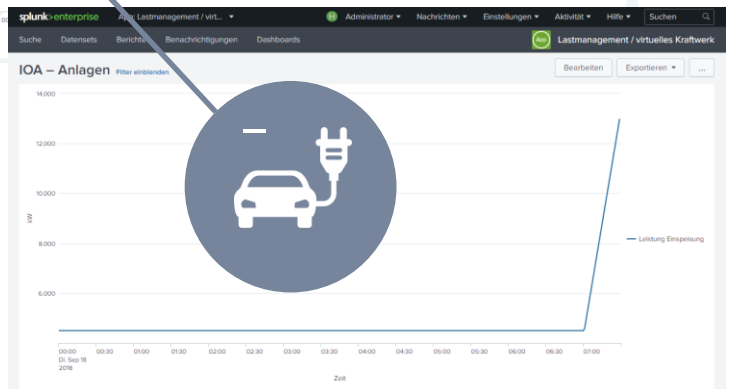 splunk>enterprise App: Lastmanagement / virt... Administrator Nachrichten Einstellungen Aktivität Hilfe Suchen
Suche Datensets Berichte Benachrichtigungen Dashboards App Lastmanagement / virtuelles Kraftwerk
IOA – Anlagen Filter einblenden Bearbeiten Exportieren ...
14.000
12.000
10.000
kW
8.000
6.000
Leistung Einspeisung
00:00 00:30 01:00 01:30 02:00 02:30 03:00 03:30 04:00 04:30 05:00 05:30 06:00 06:30 07:00
Di. Sep 18
2018
Zeit